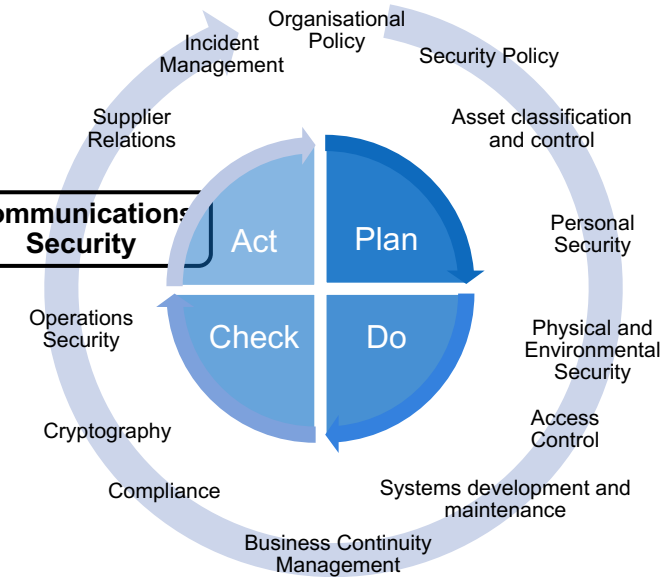 Organisational
Policy
Security Policy
Asset classification
and control
Personal
Security
Physical and
Environmental
Security
Access
Control
Systems development and
maintenance
Business Continuity
Management
Compliance
Cryptography
Operations
Security
ommunications
Security
Supplier
Relations
Incident
Management
Act
Plan
Check
Do